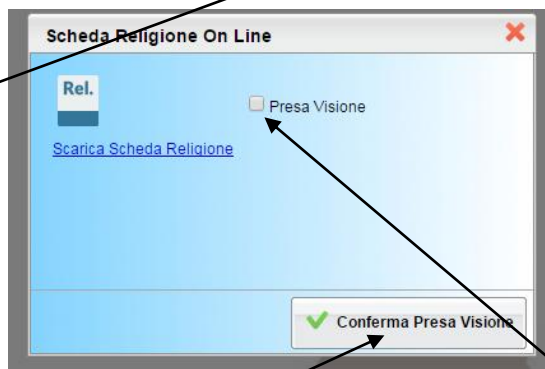 Scheda Religione On Line
Rel.
Presa Visione
Scarica Scheda Religione
Conferma Presa Visione